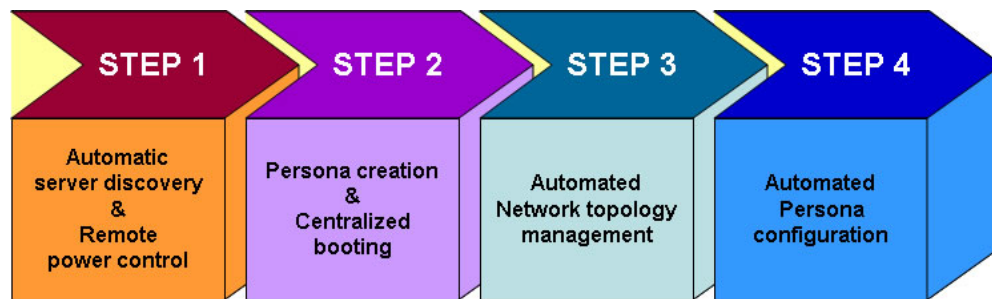 STEP 1
STEP 2
STEP 3
STEP 4
Automatic
server discovery
&
Remote
power control
Persona creation
&
Centralized
booting
Automated
Network topology
management
Automated
Persona
configuration